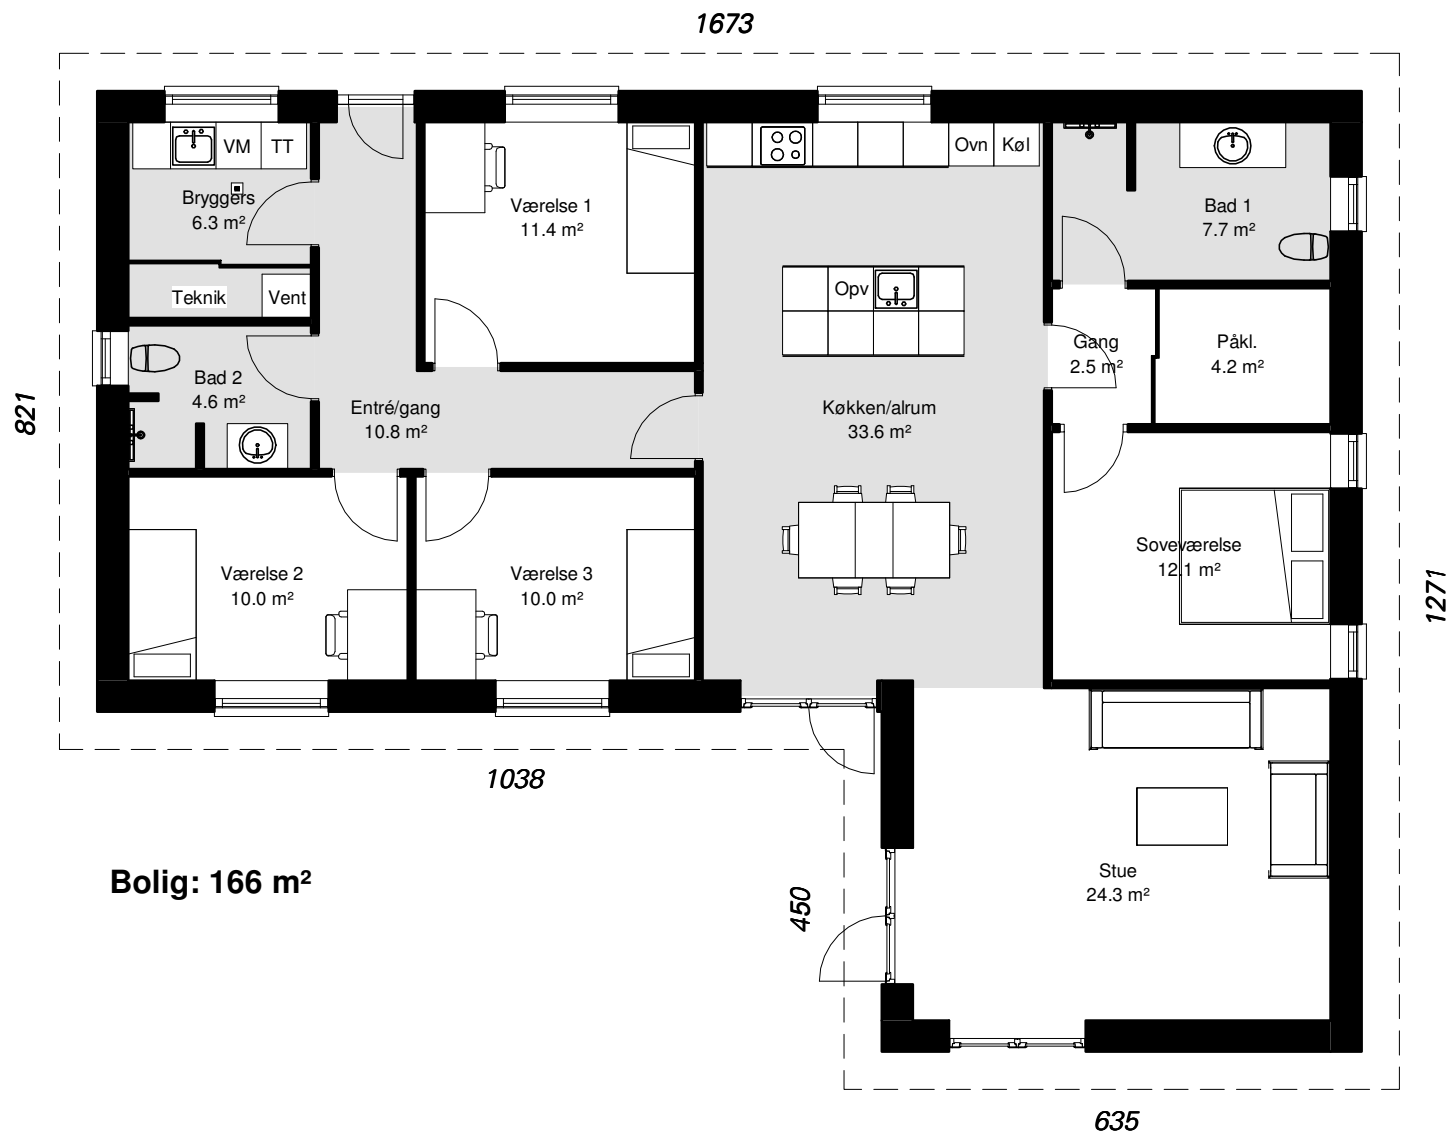 1673
VM
TT
Ovn
Køl
Bryggers
6.3 m²
Værelse 1
11.4 m²
Bad 1
7.7 m²
Teknik
Vent
Opv
Gang
2.5 m²
Påkl.
4.2 m²
Bad 2
4.6 m²
821
Entré/gang
10.8 m²
Køkken/alrum
33.6 m²
Soveværelse
12.1 m²
Værelse 2
10.0 m²
Værelse 3
10.0 m²
1271
1038
Bolig: 166 m²
450
Stue
24.3 m²
635